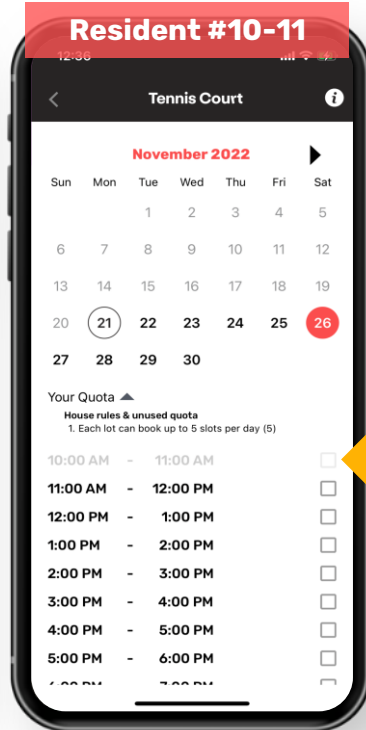 Resident #10-11
12:36
Tennis Court
November 2022
Sun Mon Tue Wed Thu Fri Sat
1 2 3 4 5
6 7 8 9 10 11 12
13 14 15 16 17 18 19
20 21 22 23 24 25 26
27 28 29 30
Your Quota
House rules & unused quota
1. Each lot can book up to 5 slots per day (5)
10:00 AM - 11:00 AM
11:00 AM - 12:00 PM
12:00 PM - 1:00 PM
1:00 PM - 2:00 PM
2:00 PM - 3:00 PM
3:00 PM - 4:00 PM
4:00 PM - 5:00 PM
5:00 PM - 6:00 PM